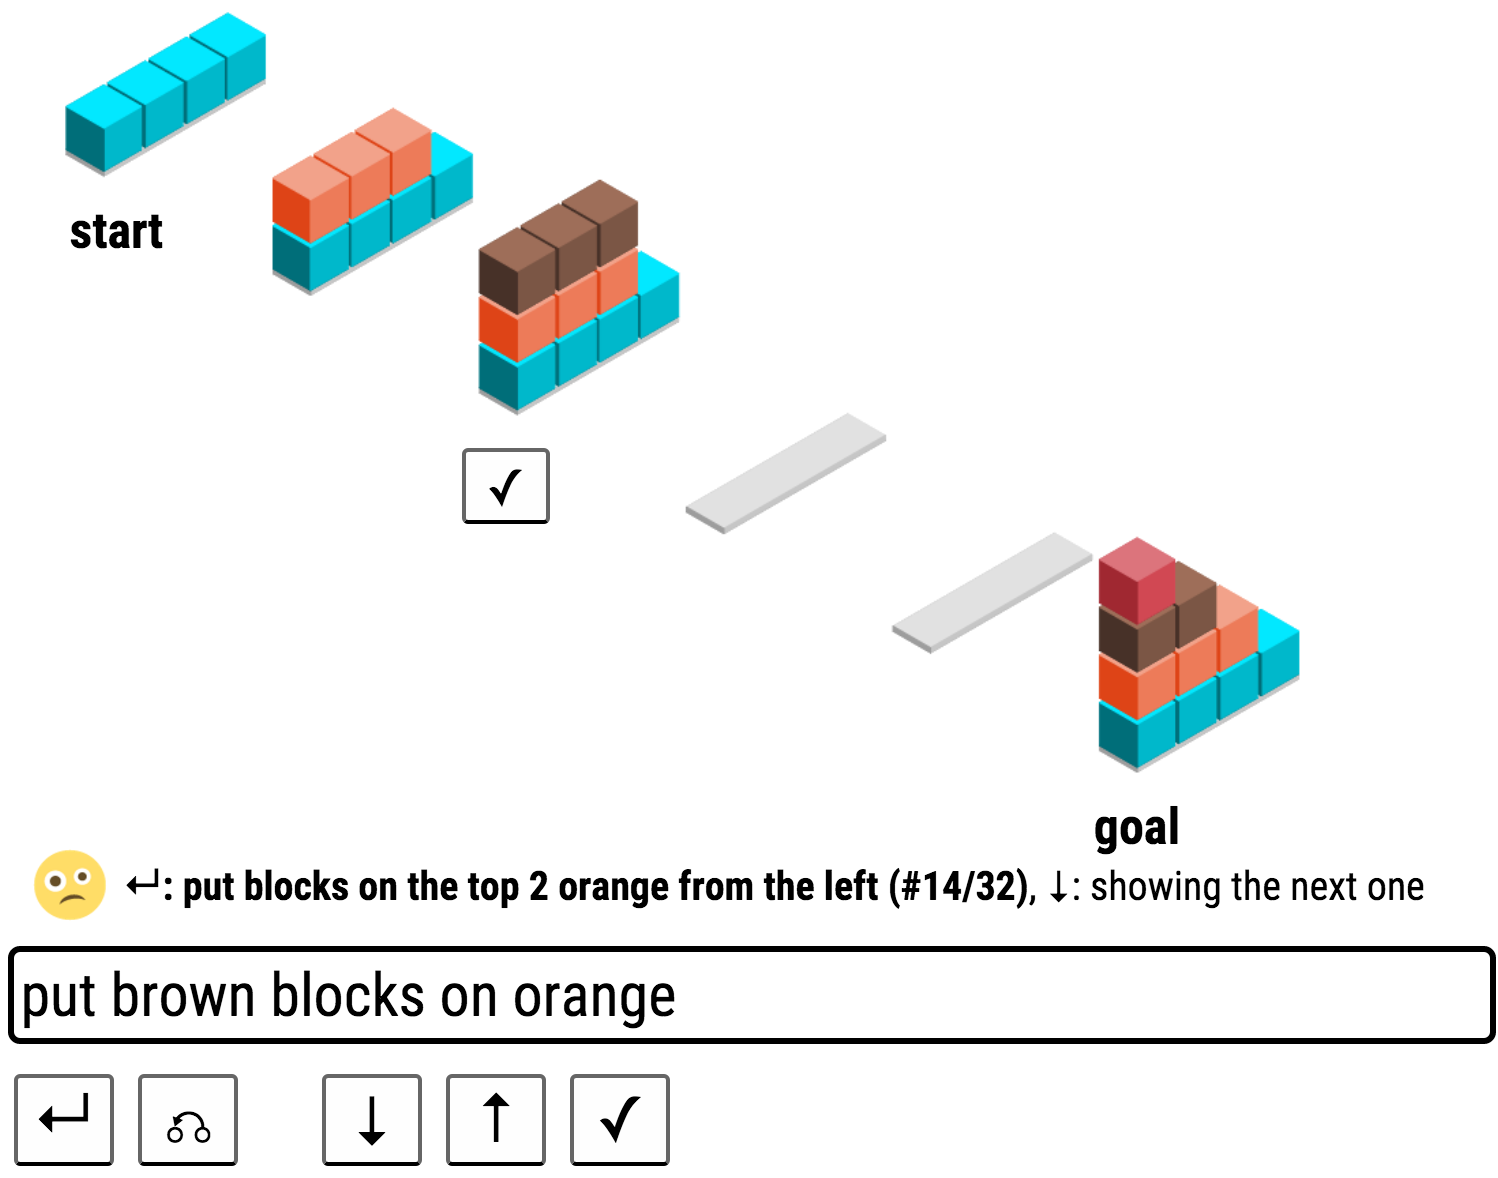 start
goal
↵: put blocks on the top 2 orange from the left (#14/32), ↓: showing the next one
put brown blocks on orange